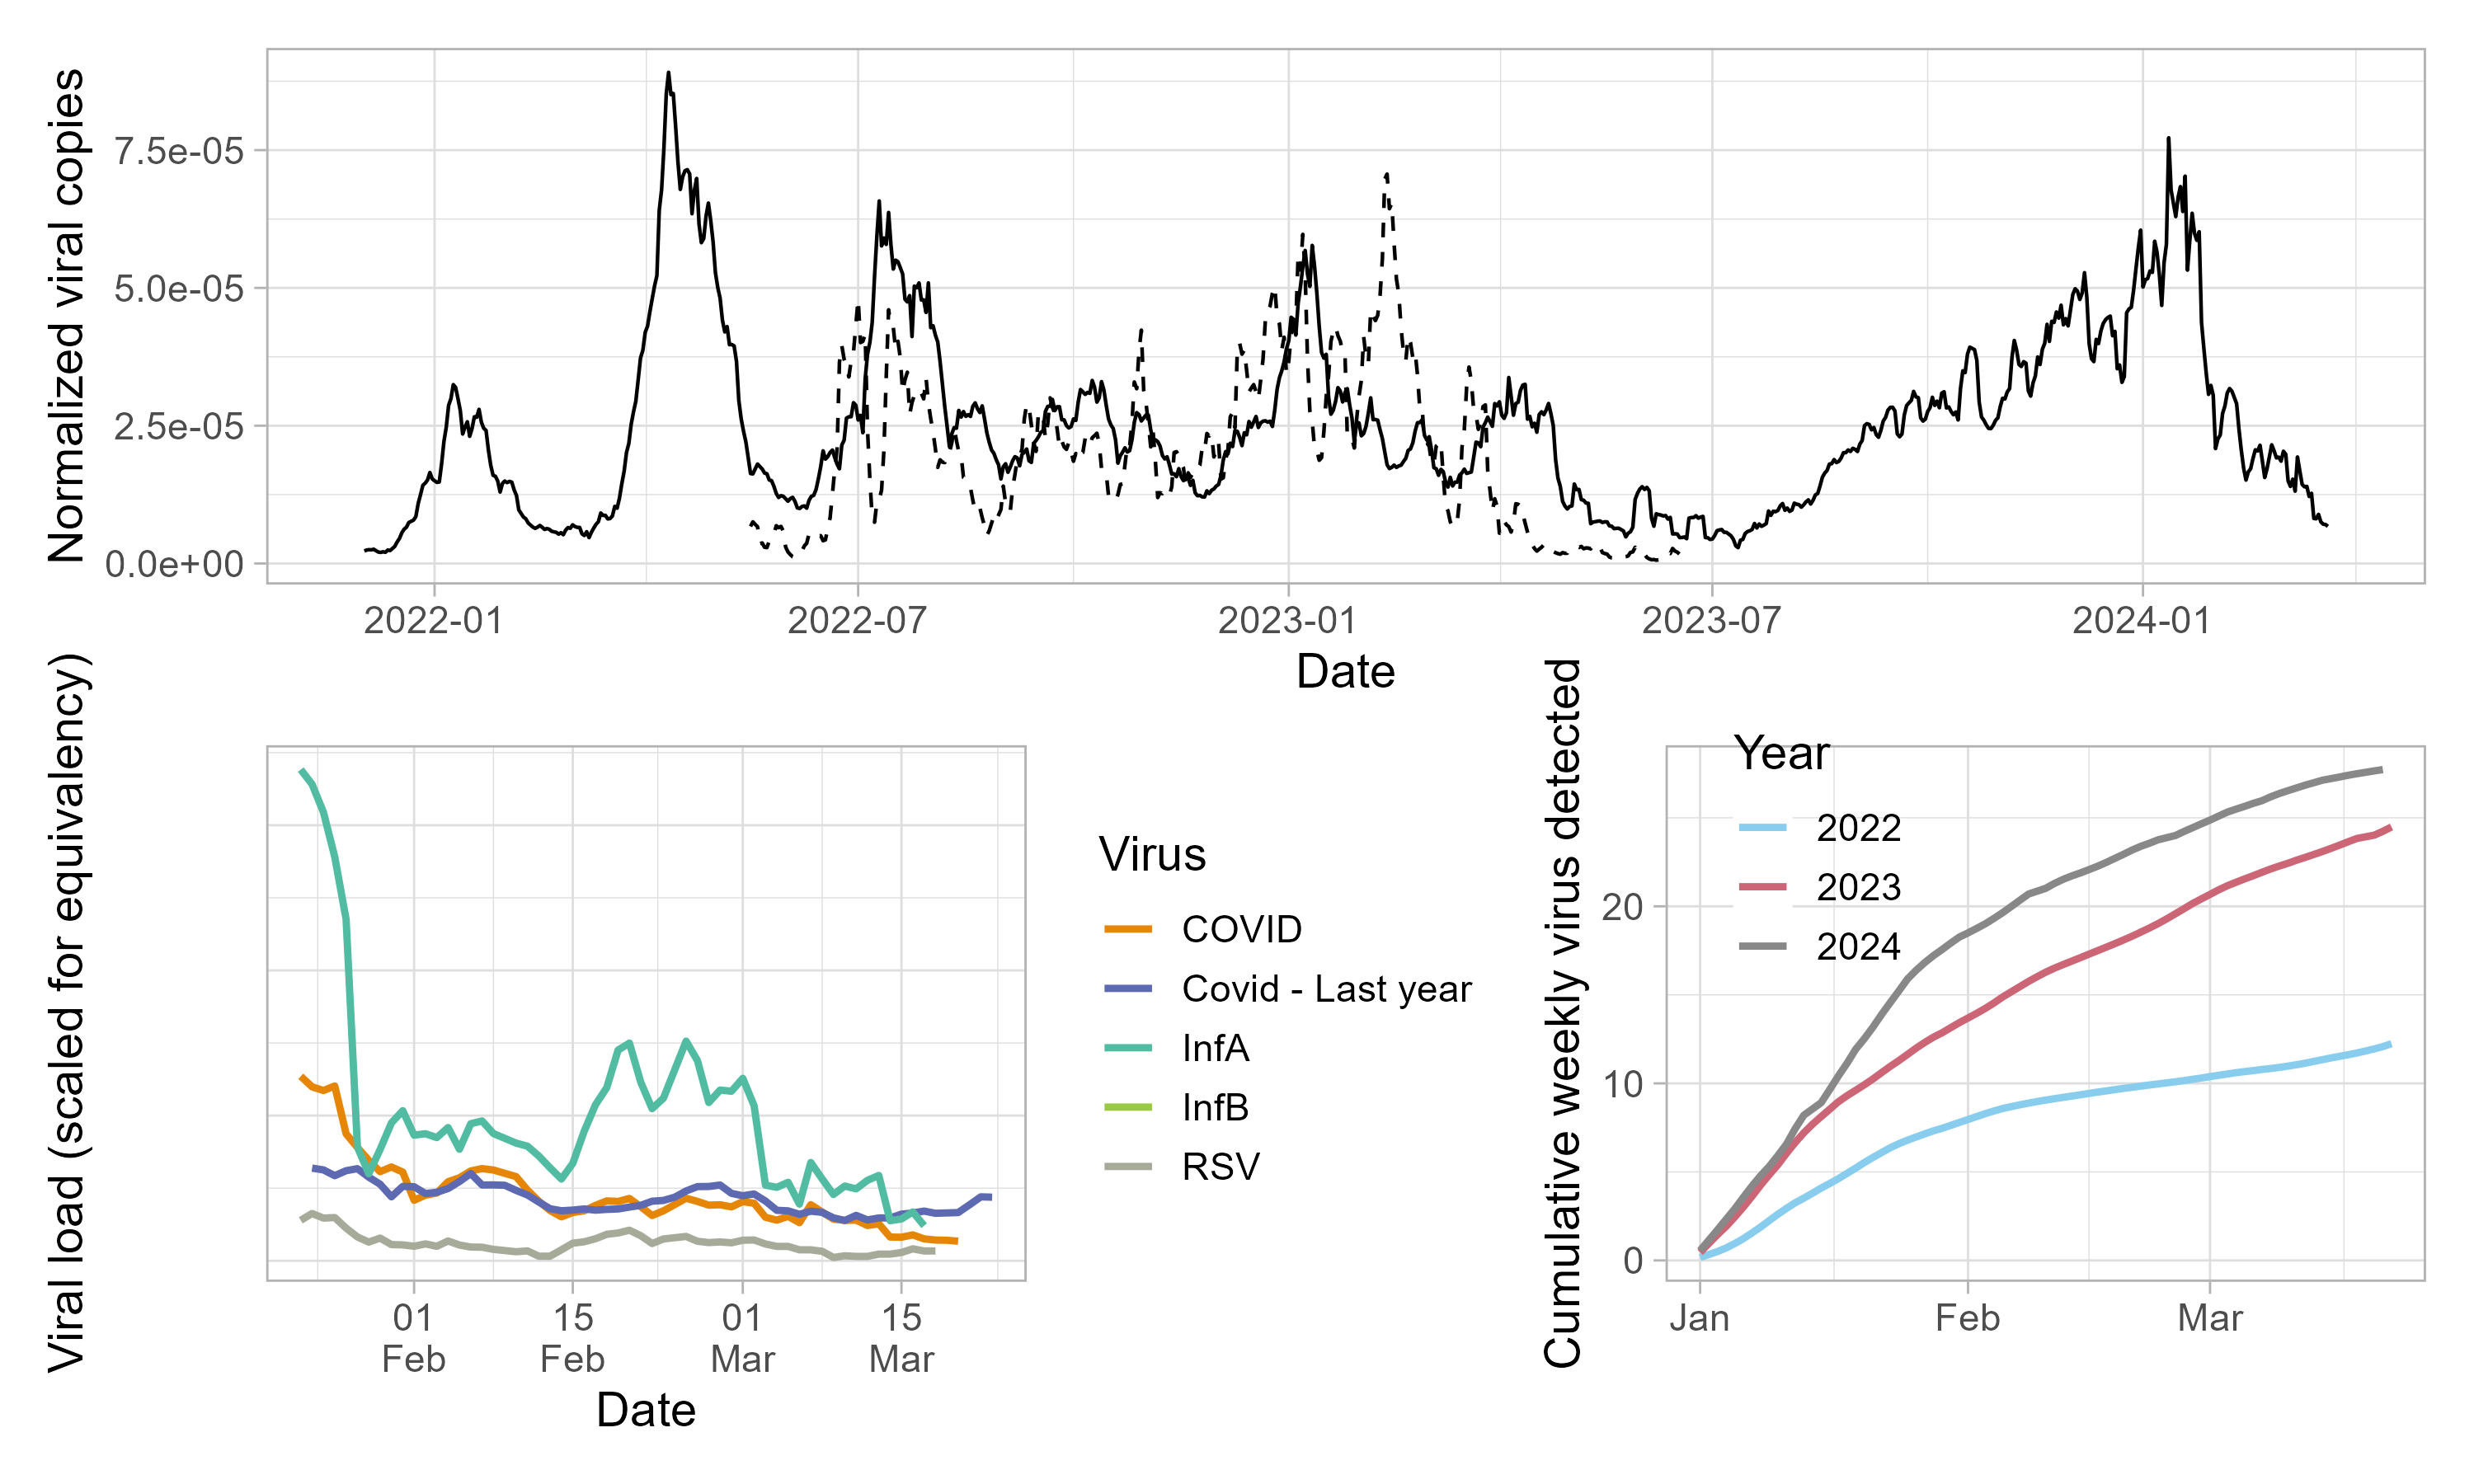 Normalized viral copies
7.5e-05
5.0e-05
2.5e-05
0.0e+00
2022-01
2022-07
2023-01
2023-07
2024-01
Date
Viral load (scaled for equivalency)
01
Feb
15
Feb
01
Mar
15
Mar
Date
Virus
COVID
Covid - Last year
InfA
InfB
RSV
Cumulative weekly virus detected
20
10
0
Year
2022
2023
2024
Jan
Feb
Mar